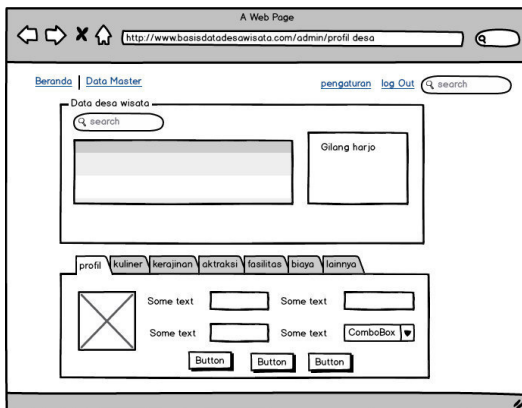 A Web Page
http://www.basisdatadesawisata.com/admin/profil desa
Beranda | Data Master
pengaturan log Out search
Data desa wisata
search
Gilang harjo
profil kuliner kerajinan aktraksi fasilitas biaya lainnya
Some text Some text
Some text Some text ComboBox
Button Button Button